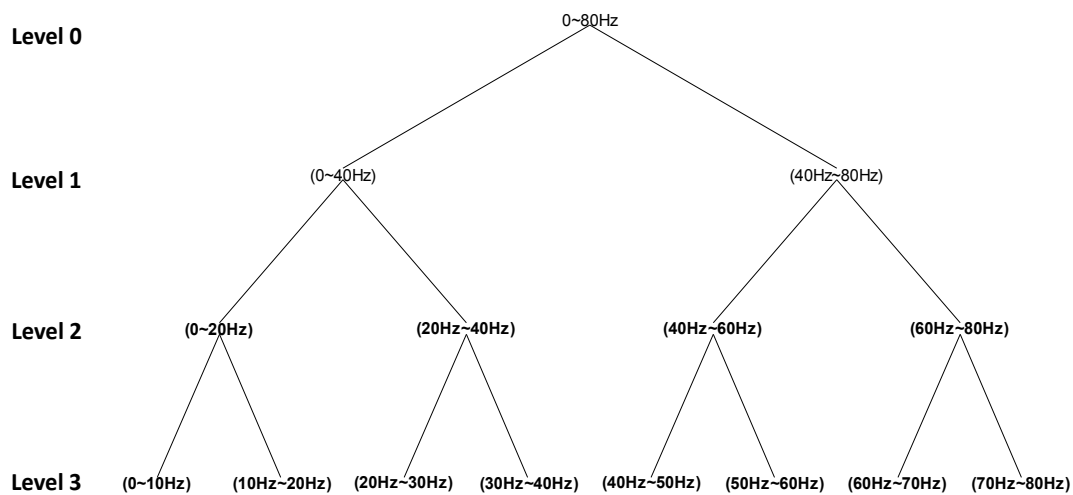 Level 0
0~80Hz
Level 1
(0~40Hz)
(40Hz~80Hz)
Level 2
(0~20Hz)
(20Hz~40Hz)
(40Hz~60Hz)
(60Hz~80Hz)
Level 3
(0~10Hz)
(10Hz~20Hz)
(20Hz~30Hz)
(30Hz~40Hz)
(40Hz~50Hz)
(50Hz~60Hz)
(60Hz~70Hz)
(70Hz~80Hz)